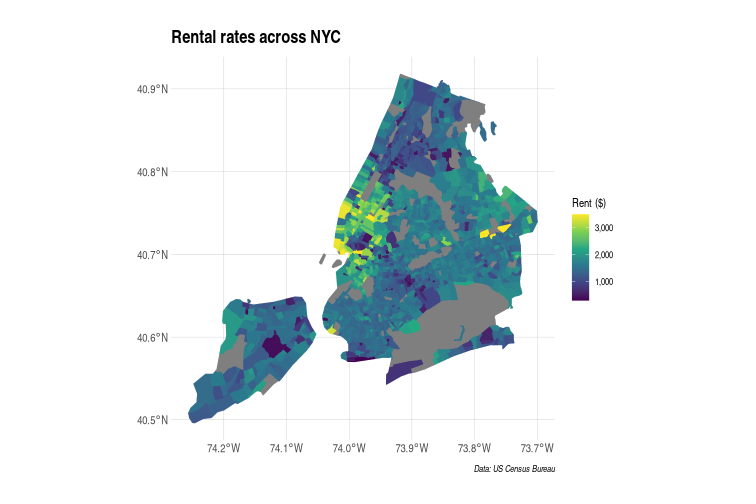 Rental rates across NYC
40.9°N
40.8°N
40.7°N
40.6°N
40.5°N
74.2°W 74.1°W 74.0°W 73.9°W 73.8°W 73.7°W
Rent ($)
3,000
2,000
1,000
Data: US Census Bureau